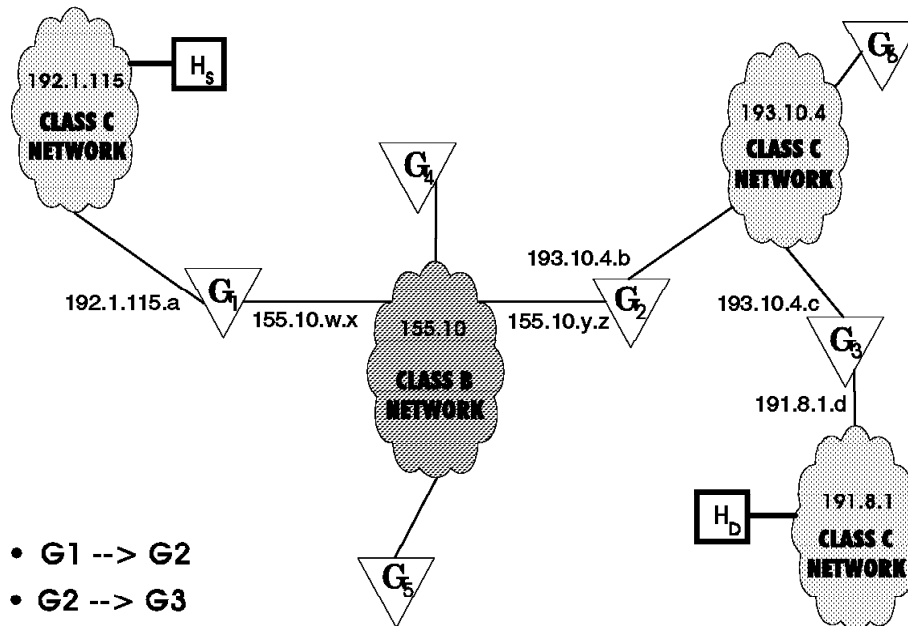 192.1.115
CLASS C
NETWORK
HS
G4
G6
193.10.4
CLASS C
NETWORK
193.10.4.b
192.1.115.a
G1
155.10.w.x
155.10
CLASS B
NETWORK
155.10.y.z
G2
193.10.4.c
G3
191.8.1.d
191.8.1
CLASS C
NETWORK
HD
G5
• G1 --> G2
• G2 --> G3